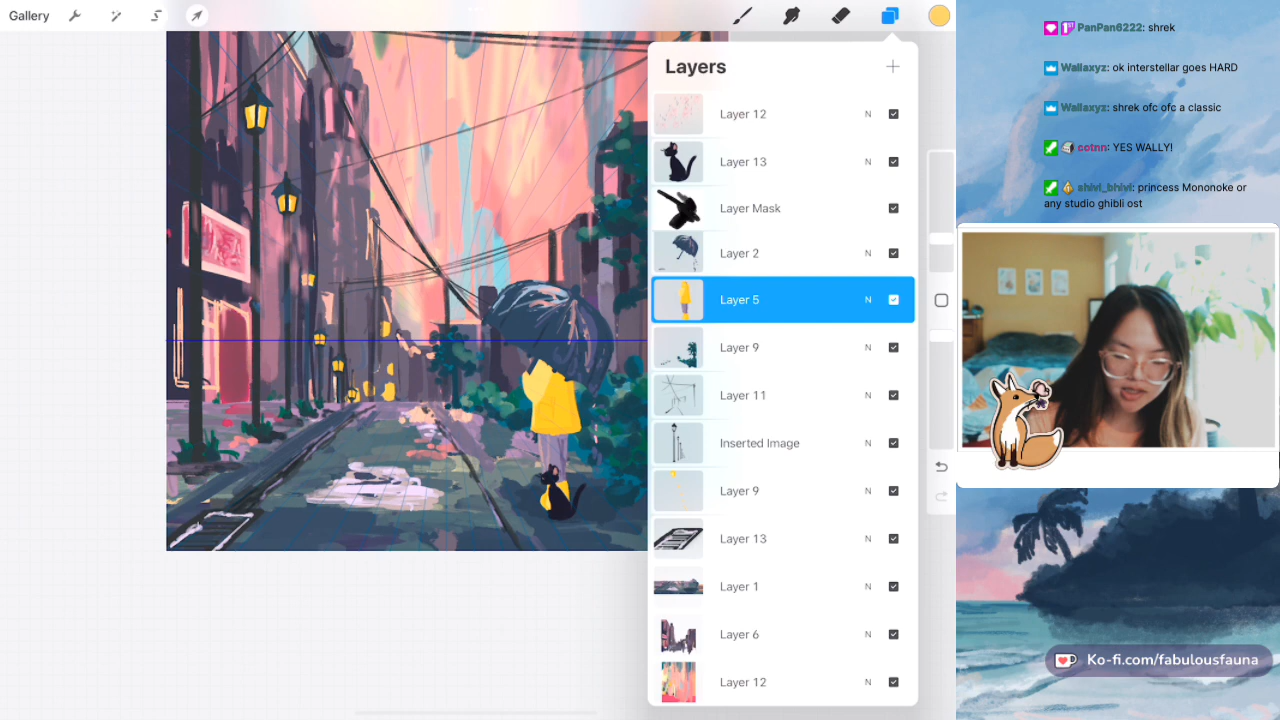 Gallery
Layers
Layer 12 N
Layer 13 N
Layer Mask
Layer 2 N
Layer 5 N
Layer 9 N
Layer 11 N
Inserted Image N
Layer 9 N
Layer 13 N
Layer 1 N
Layer 6 N
Layer 12 N
PanPan6222: shrek
Wallaxyz: ok interstellar goes HARD
Wallaxyz: shrek ofc ofc a classic
cotnn: YES WALLY!
shivi_bhivi: princess Mononoke or
any studio ghibli ost
Ko-fi.com/fabulousfauna